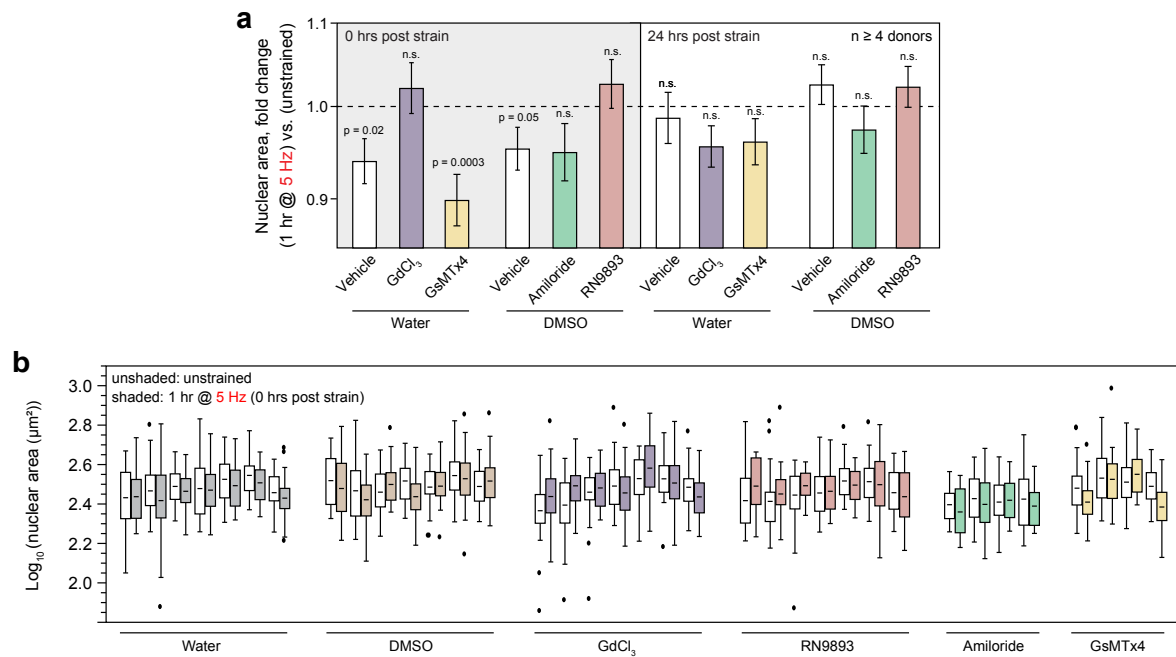 a
Nuclear area, fold change
(1 hr @ 5 Hz) vs. (unstrained)
1.1
1.0
0.9
0 hrs post strain
24 hrs post strain
n ≥ 4 donors
p = 0.02
n.s.
p = 0.0003
p = 0.05
n.s.
n.s.
n.s.
n.s.
n.s.
n.s.
n.s.
n.s.
Vehicle
GdCl₃
GsMTx4
Vehicle
Amiloride
RN9893
Vehicle
GdCl₃
GsMTx4
Vehicle
Amiloride
RN9893
Water
DMSO
Water
DMSO
b
Log₁₀(nuclear area (µm²))
3.0
2.8
2.6
2.4
2.2
2.0
unshaded: unstrained
shaded: 1 hr @ 5 Hz (0 hrs post strain)
Water
DMSO
GdCl₃
RN9893
Amiloride
GsMTx4